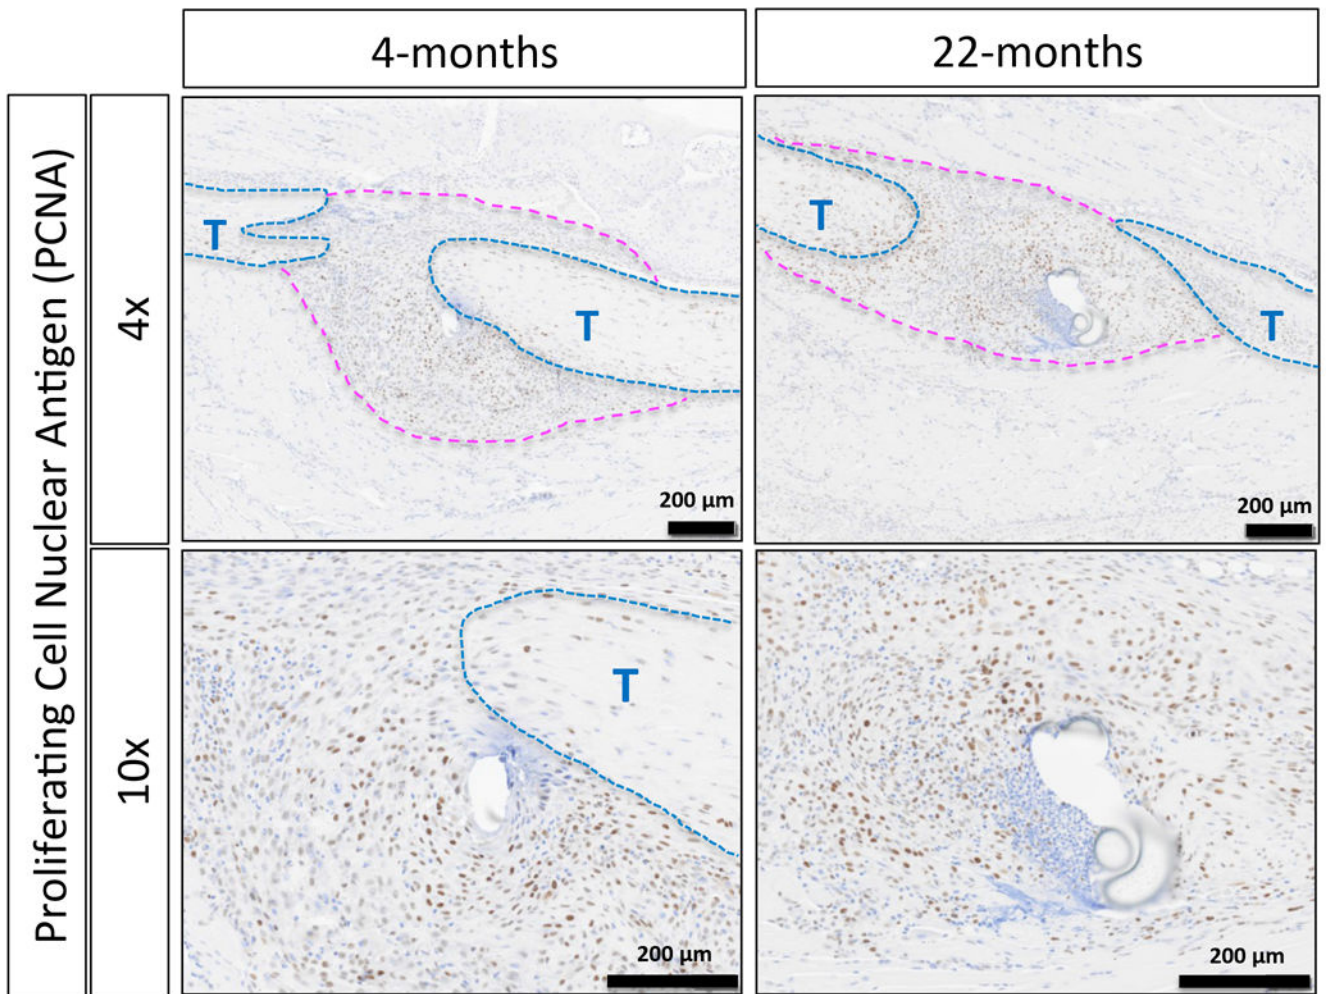 4-months
22-months
Proliferating Cell Nuclear Antigen (PCNA)
4x
T
T
200 µm
T
T
200 µm
10x
T
200 µm
200 µm